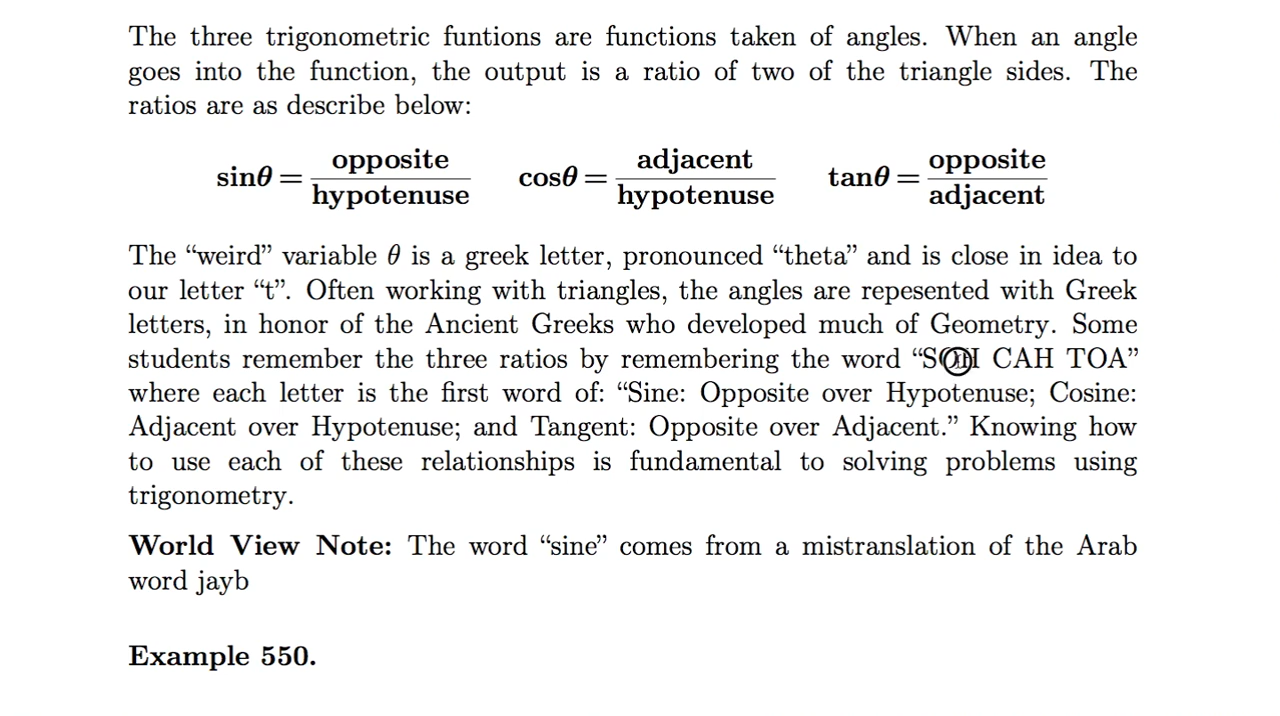 The three trigonometric funtions are functions taken of angles. When an angle
goes into the function, the output is a ratio of two of the triangle sides. The
ratios are as describe below:
sinθ = opposite / hypotenuse cosθ = adjacent / hypotenuse tanθ = opposite / adjacent
The “weird” variable θ is a greek letter, pronounced “theta” and is close in idea to
our letter “t”. Often working with triangles, the angles are repesented with Greek
letters, in honor of the Ancient Greeks who developed much of Geometry. Some
students remember the three ratios by remembering the word “SOH CAH TOA”
where each letter is the first word of: “Sine: Opposite over Hypotenuse; Cosine:
Adjacent over Hypotenuse; and Tangent: Opposite over Adjacent.” Knowing how
to use each of these relationships is fundamental to solving problems using
trigonometry.
World View Note: The word “sine” comes from a mistranslation of the Arab
word jayb
Example 550.